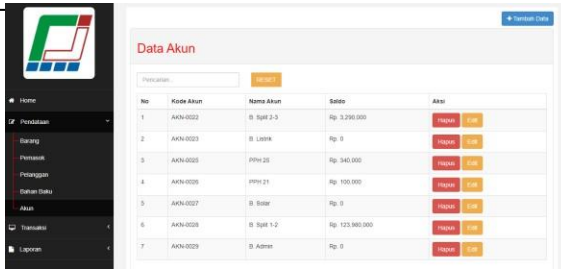 + Tambah Data
Data Akun
Pencarian..
RESET
Home
Pendataan
Barang
Pemasok
Pelanggan
Bahan Baku
Akun
Transaksi
Laporan
No Kode Akun Nama Akun Saldo Aksi
1 AKN-0022 B. Split 2-3 Rp. 3,290,000 Hapus Edit
2 AKN-0023 B. Listrik Rp. 0 Hapus Edit
3 AKN-0025 PPH 25 Rp. 340,000 Hapus Edit
4 AKN-0026 PPH 21 Rp. 100,000 Hapus Edit
5 AKN-0027 B. Solar Rp. 0 Hapus Edit
6 AKN-0028 B. Split 1-2 Rp. 123,980,000 Hapus Edit
7 AKN-0029 B. Admin Rp. 0 Hapus Edit